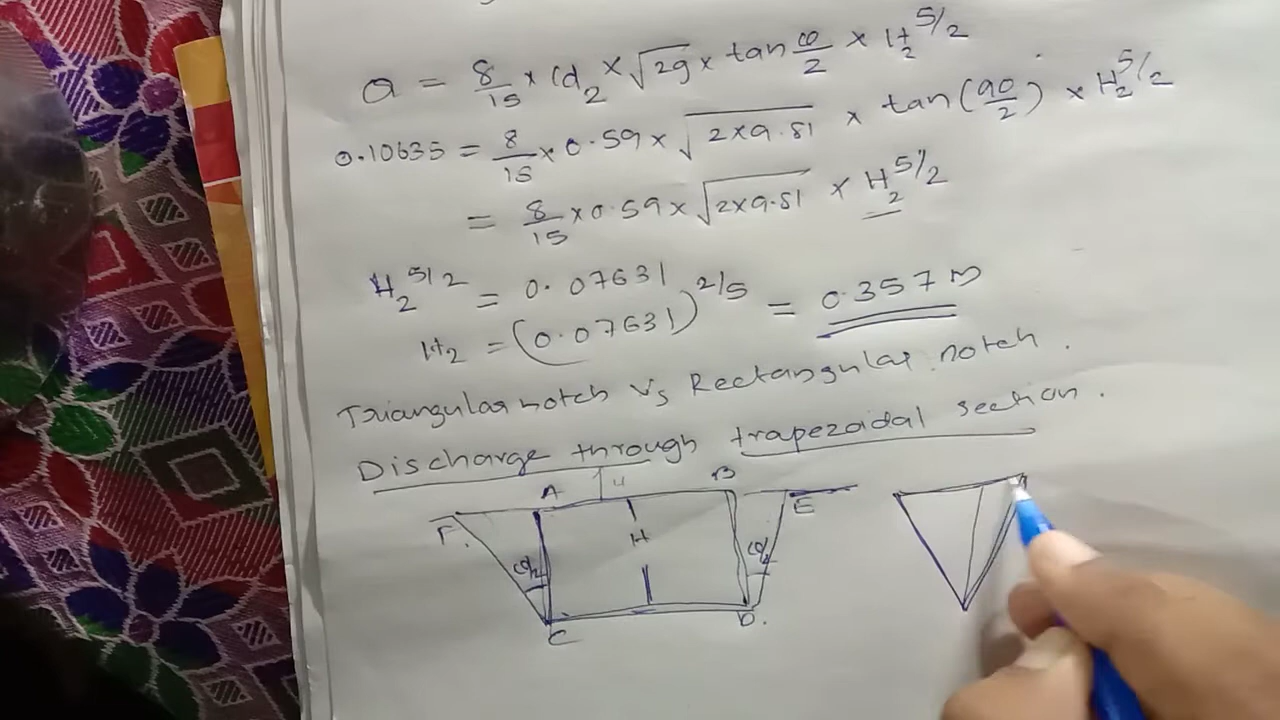 Q = 8/15 × Cd₂ × √2g × tan θ/2 × H₂^5/2
0.10635 = 8/15 × 0.59 × √2×9.81 × tan(90/2) × H₂^5/2
= 8/15 × 0.59 × √2×9.81 × H₂^5/2
H₂^5/2 = 0.07631
H₂ = (0.07631)^2/5 = 0.357 m
Triangular notch Vs Rectangular notch.
Discharge through trapezoidal section.
A B
F. E
H
θ/2 θ/2
C D.